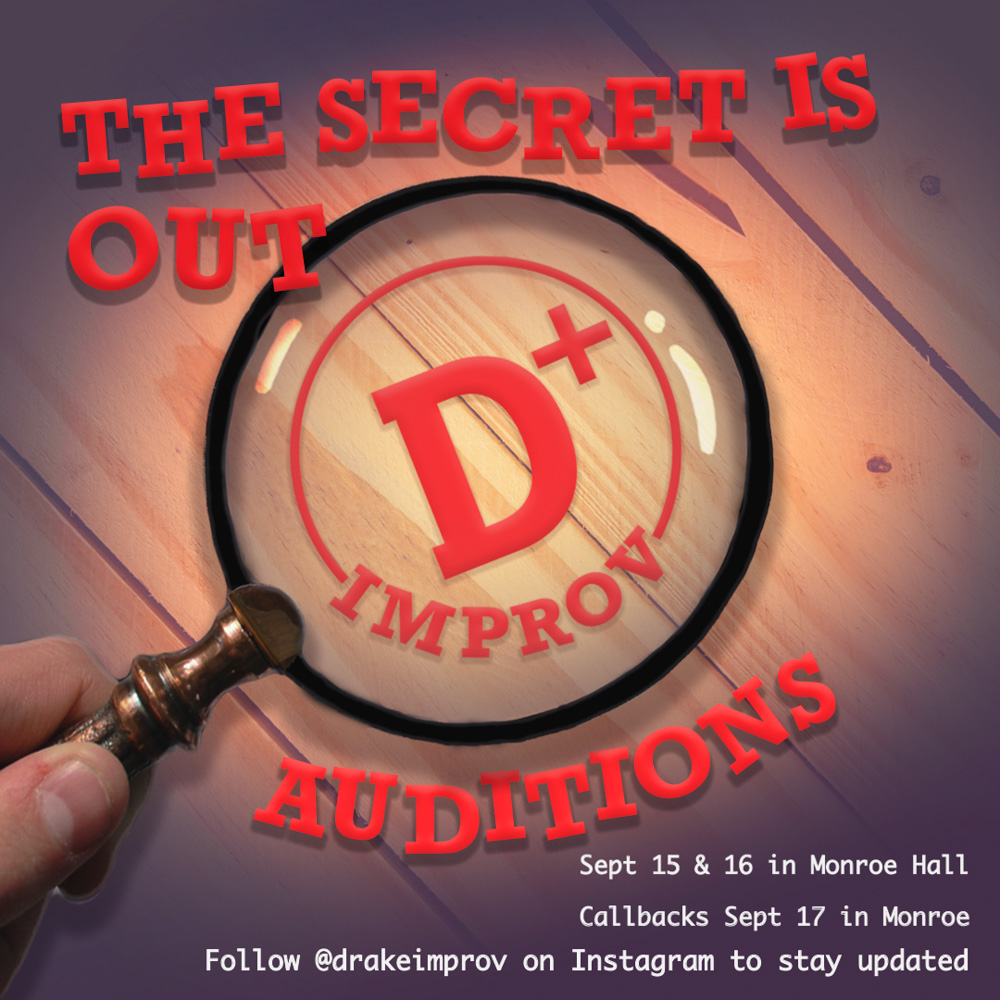 THE SECRET IS
OUT
D+
IMPROV
AUDITIONS
Sept 15 & 16 in Monroe Hall
Callbacks Sept 17 in Monroe
Follow @drakeimprov on Instagram to stay updated